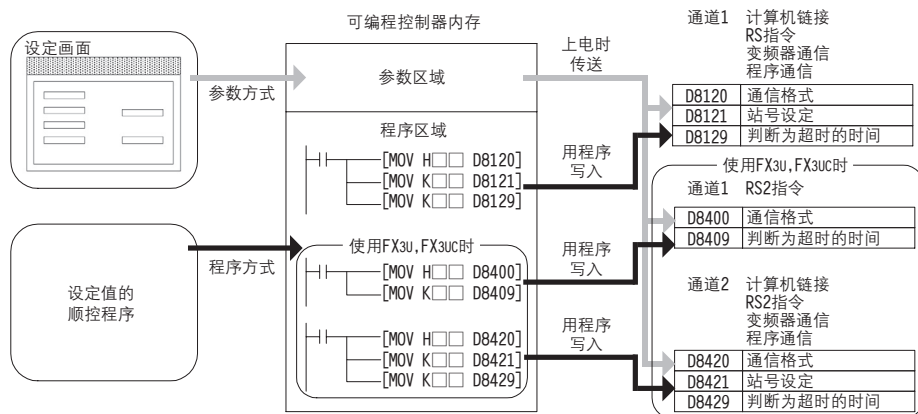 可编程控制器内存
设定画面
参数方式
参数区域
上电时
传送
程序区域
[MOV H□□ D8120]
[MOV K□□ D8121]
[MOV K□□ D8129]
用程序
写入
程序方式
设定值的
顺控程序
使用FX3U,FX3UC时
[MOV H□□ D8400]
[MOV K□□ D8409]
用程序
写入
[MOV H□□ D8420]
[MOV K□□ D8421]
[MOV K□□ D8429]
用程序
写入
通道1 计算机链接
RS指令
变频器通信
程序通信
D8120 通信格式
D8121 站号设定
D8129 判断为超时的时间
使用FX3U,FX3UC时
通道1 RS2指令
D8400 通信格式
D8409 判断为超时的时间
通道2 计算机链接
RS2指令
变频器通信
程序通信
D8420 通信格式
D8421 站号设定
D8429 判断为超时的时间